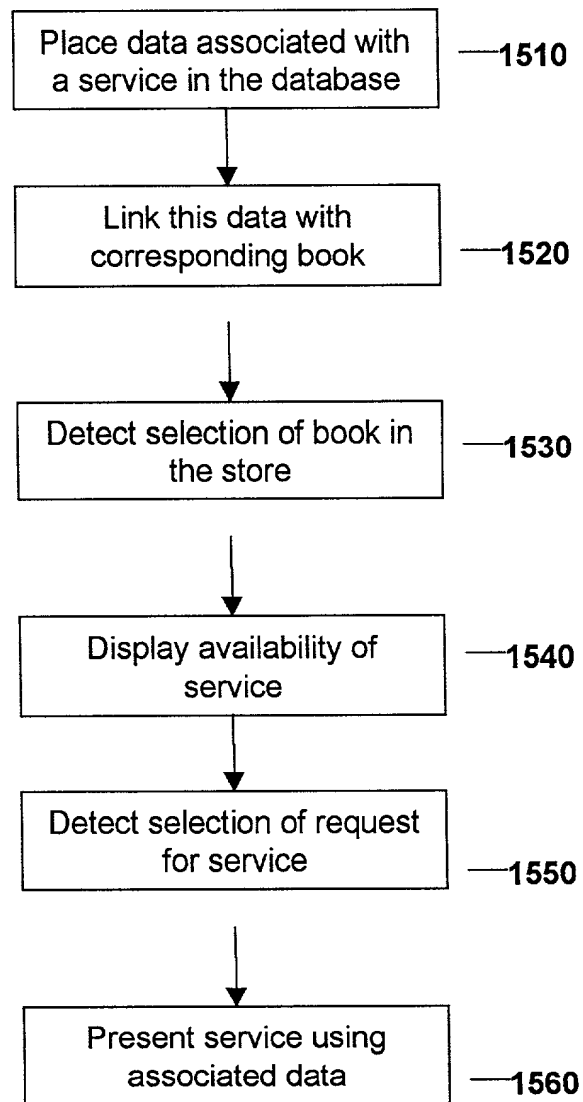 Place data associated with
a service in the database
1510
Link this data with
corresponding book
1520
Detect selection of book in
the store
1530
Display availability of
service
1540
Detect selection of request
for service
1550
Present service using
associated data
1560